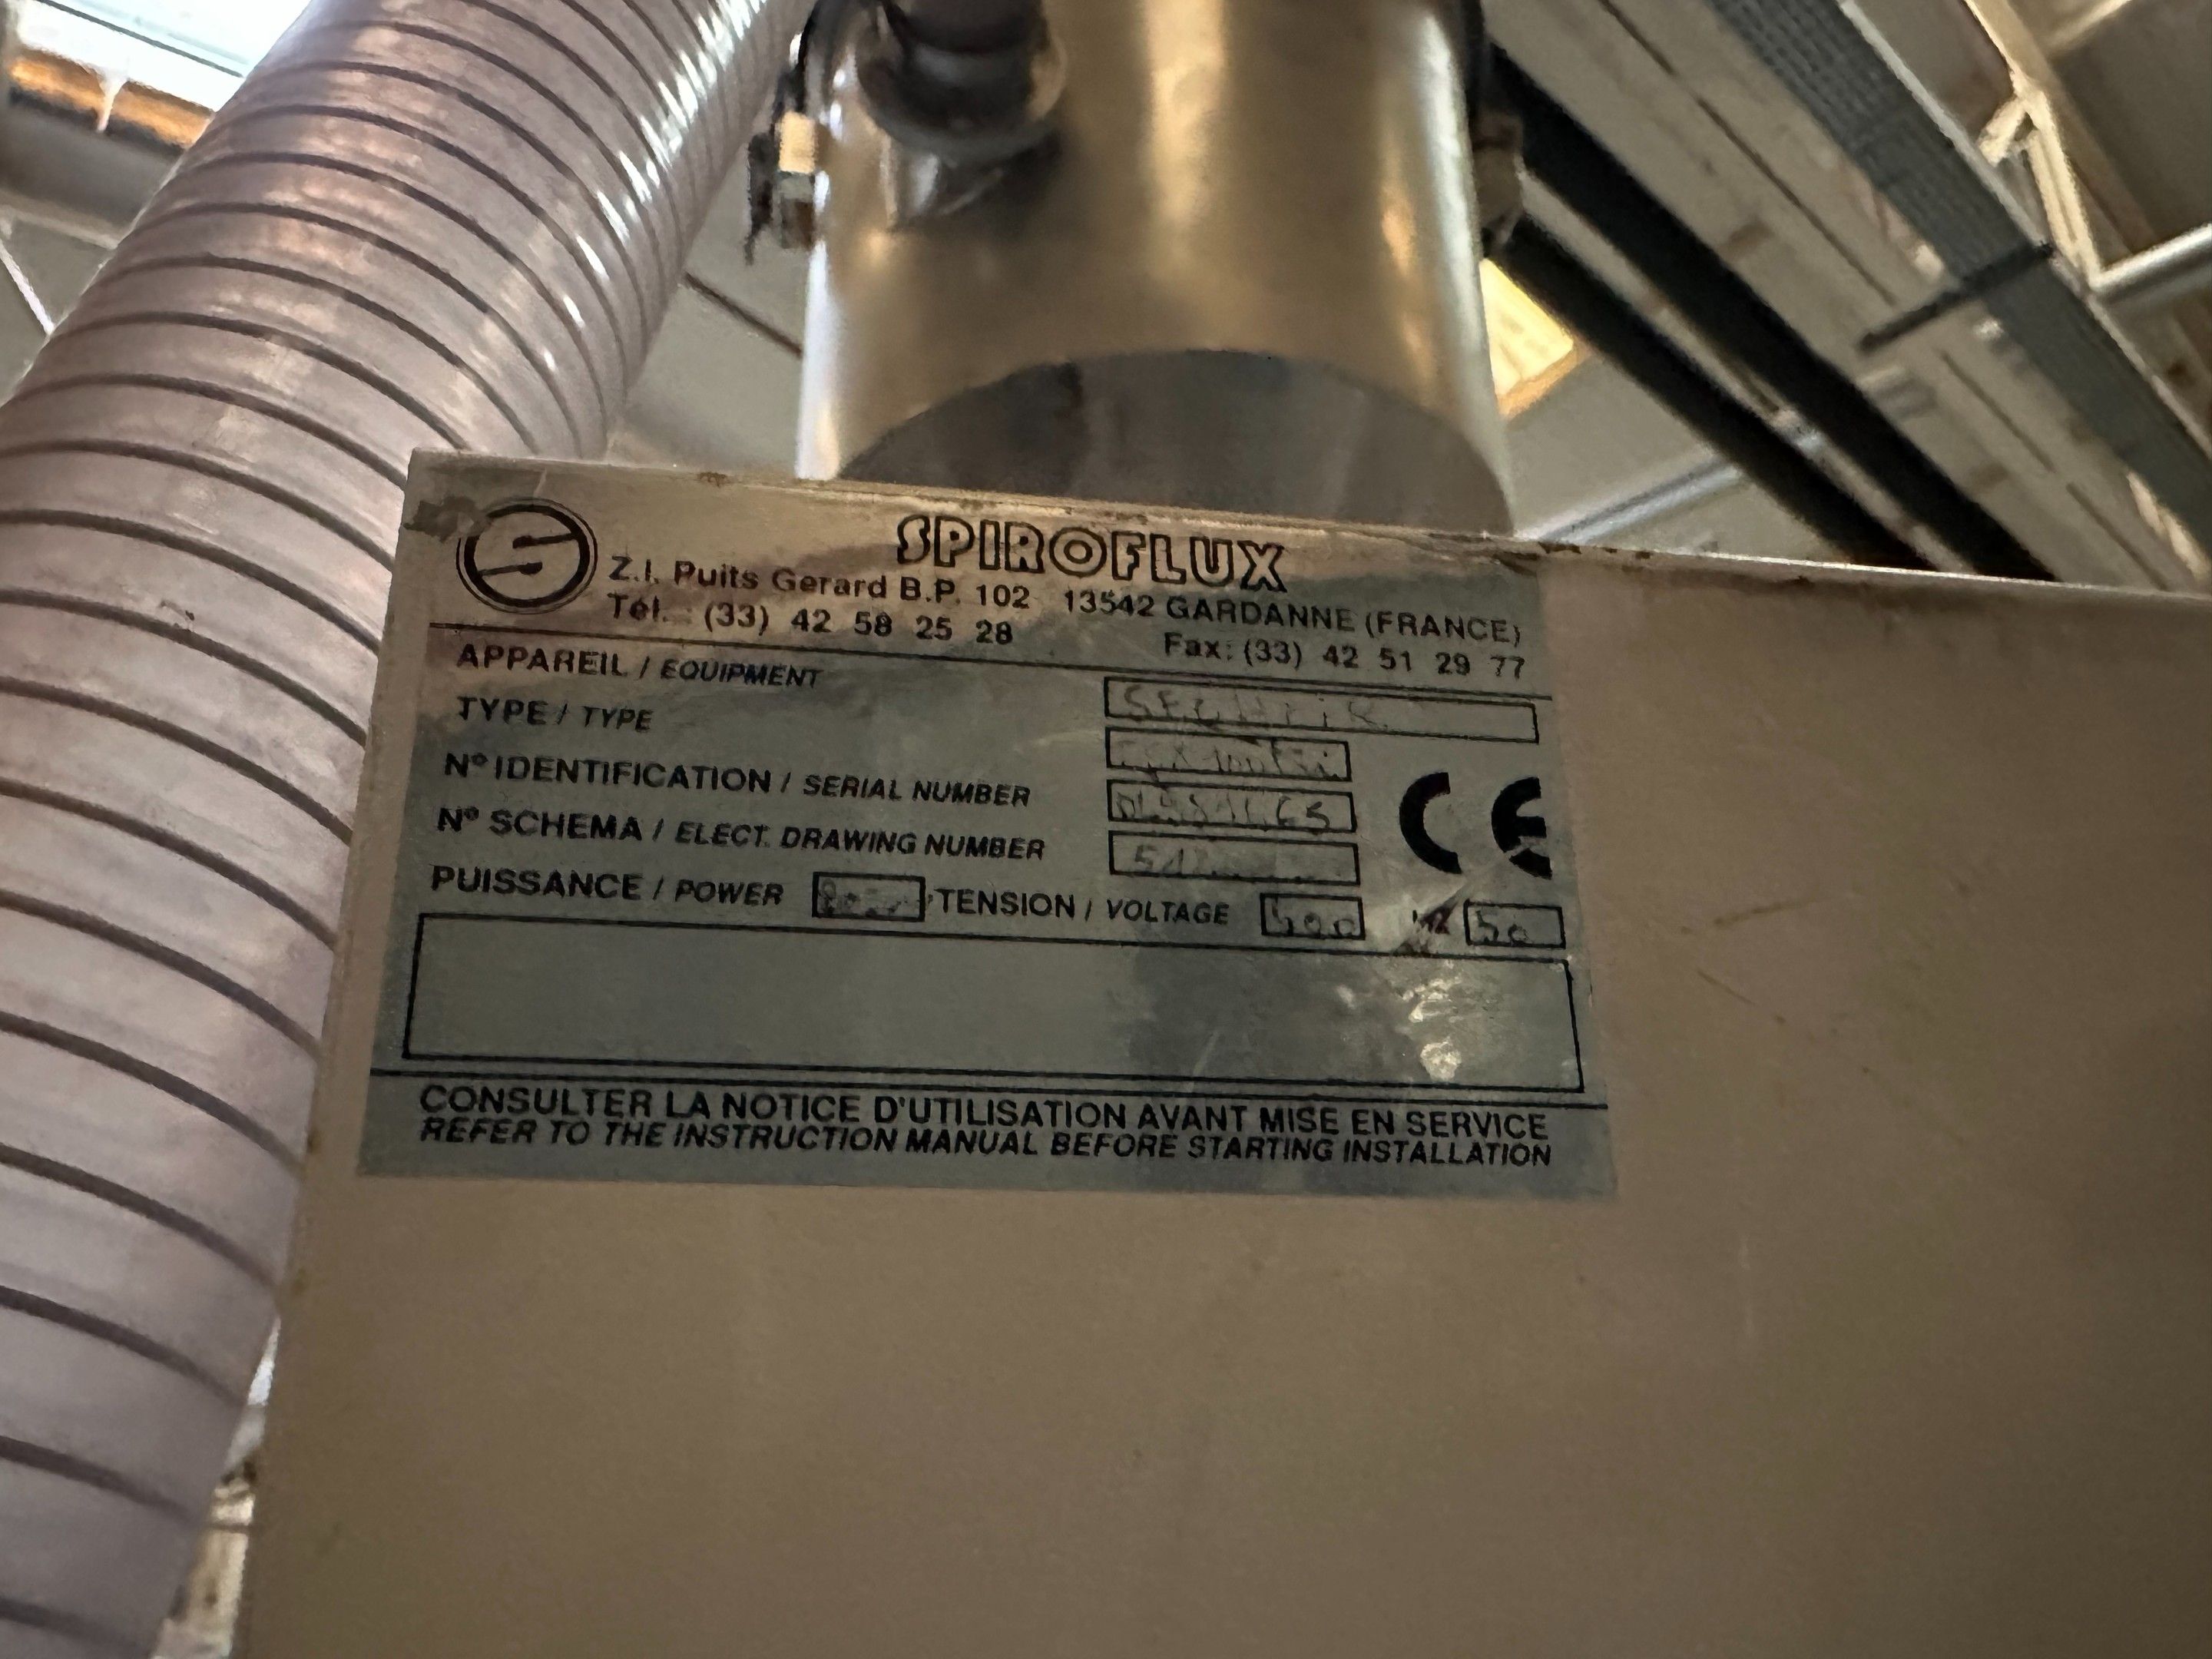 SPIROFLUX
Z.I. Puits Gerard B.P. 102 13542 GARDANNE (FRANCE)
Tél. : (33) 42 58 25 28 Fax : (33) 42 51 29 77
APPAREIL / EQUIPMENT
TYPE / TYPE
N° IDENTIFICATION / SERIAL NUMBER
N° SCHEMA / ELECT. DRAWING NUMBER
CE
PUISSANCE / POWER TENSION / VOLTAGE 400 HZ 50
CONSULTER LA NOTICE D'UTILISATION AVANT MISE EN SERVICE
REFER TO THE INSTRUCTION MANUAL BEFORE STARTING INSTALLATION